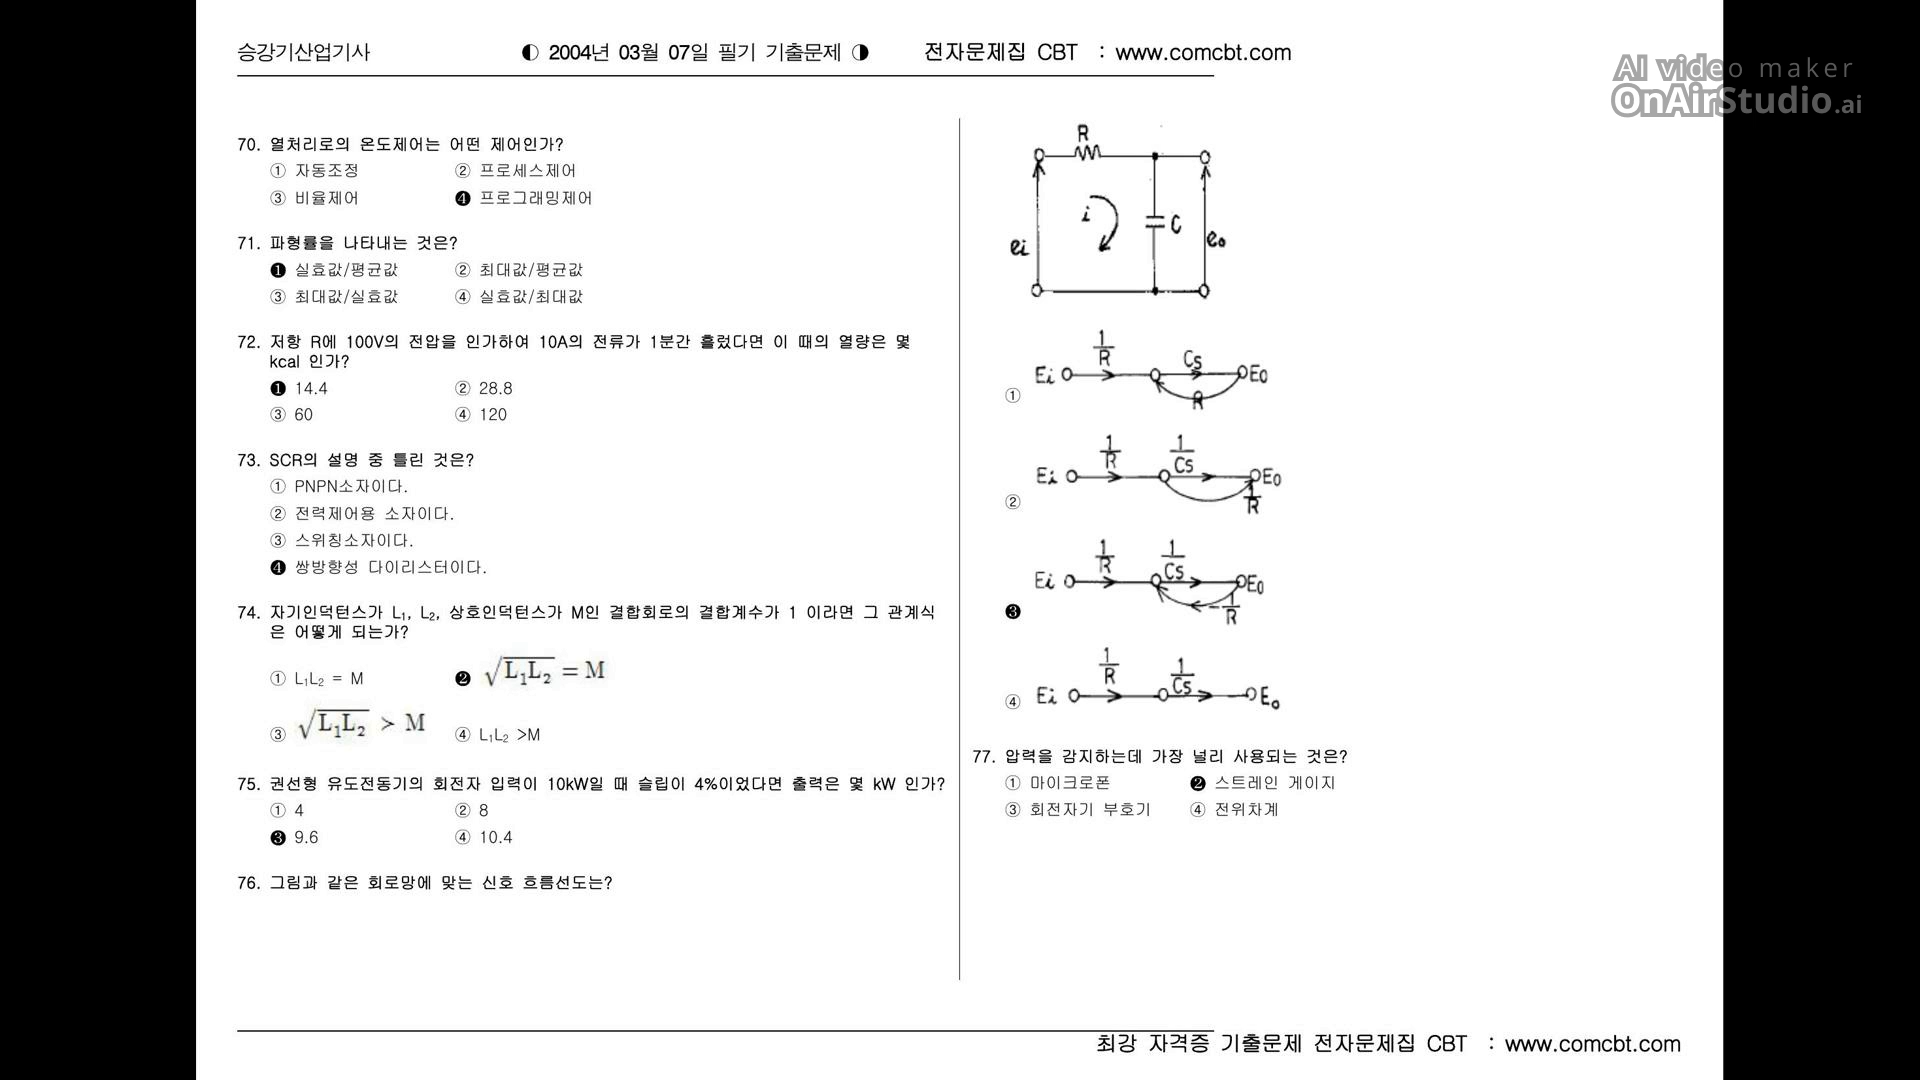 승강기산업기사 ◐ 2004년 03월 07일 필기 기출문제 ◑ 전자문제집 CBT : www.comcbt.com
AI video maker
OnAirStudio.ai
70. 열처리로의 온도제어는 어떤 제어인가?
① 자동조정 ② 프로세스제어
③ 비율제어 ❹ 프로그래밍제어
71. 파형률을 나타내는 것은?
❶ 실효값/평균값 ② 최대값/평균값
③ 최대값/실효값 ④ 실효값/최대값
72. 저항 R에 100V의 전압을 인가하여 10A의 전류가 1분간 흘렀다면 이 때의 열량은 몇
kcal 인가?
❶ 14.4 ② 28.8
③ 60 ④ 120
73. SCR의 설명 중 틀린 것은?
① PNPN소자이다.
② 전력제어용 소자이다.
③ 스위칭소자이다.
❹ 쌍방향성 다이리스터이다.
74. 자기인덕턴스가 L₁, L₂, 상호인덕턴스가 M인 결합회로의 결합계수가 1 이라면 그 관계식
은 어떻게 되는가?
① L₁L₂ = M ❷ √L₁L₂ = M
③ √L₁L₂ > M ④ L₁L₂ >M
75. 권선형 유도전동기의 회전자 입력이 10kW일 때 슬립이 4%이었다면 출력은 몇 kW 인가?
① 4 ② 8
❸ 9.6 ④ 10.4
76. 그림과 같은 회로망에 맞는 신호 흐름선도는?
R
i C
ei eo
1/R Cs
Ei Eo
① R
1/R 1/Cs
Ei Eo
② 1/R
1/R 1/Cs
Ei Eo
❸ -1/R
1/R 1/Cs
④ Ei Eo
77. 압력을 감지하는데 가장 널리 사용되는 것은?
① 마이크로폰 ❷ 스트레인 게이지
③ 회전자기 부호기 ④ 전위차계
최강 자격증 기출문제 전자문제집 CBT : www.comcbt.com